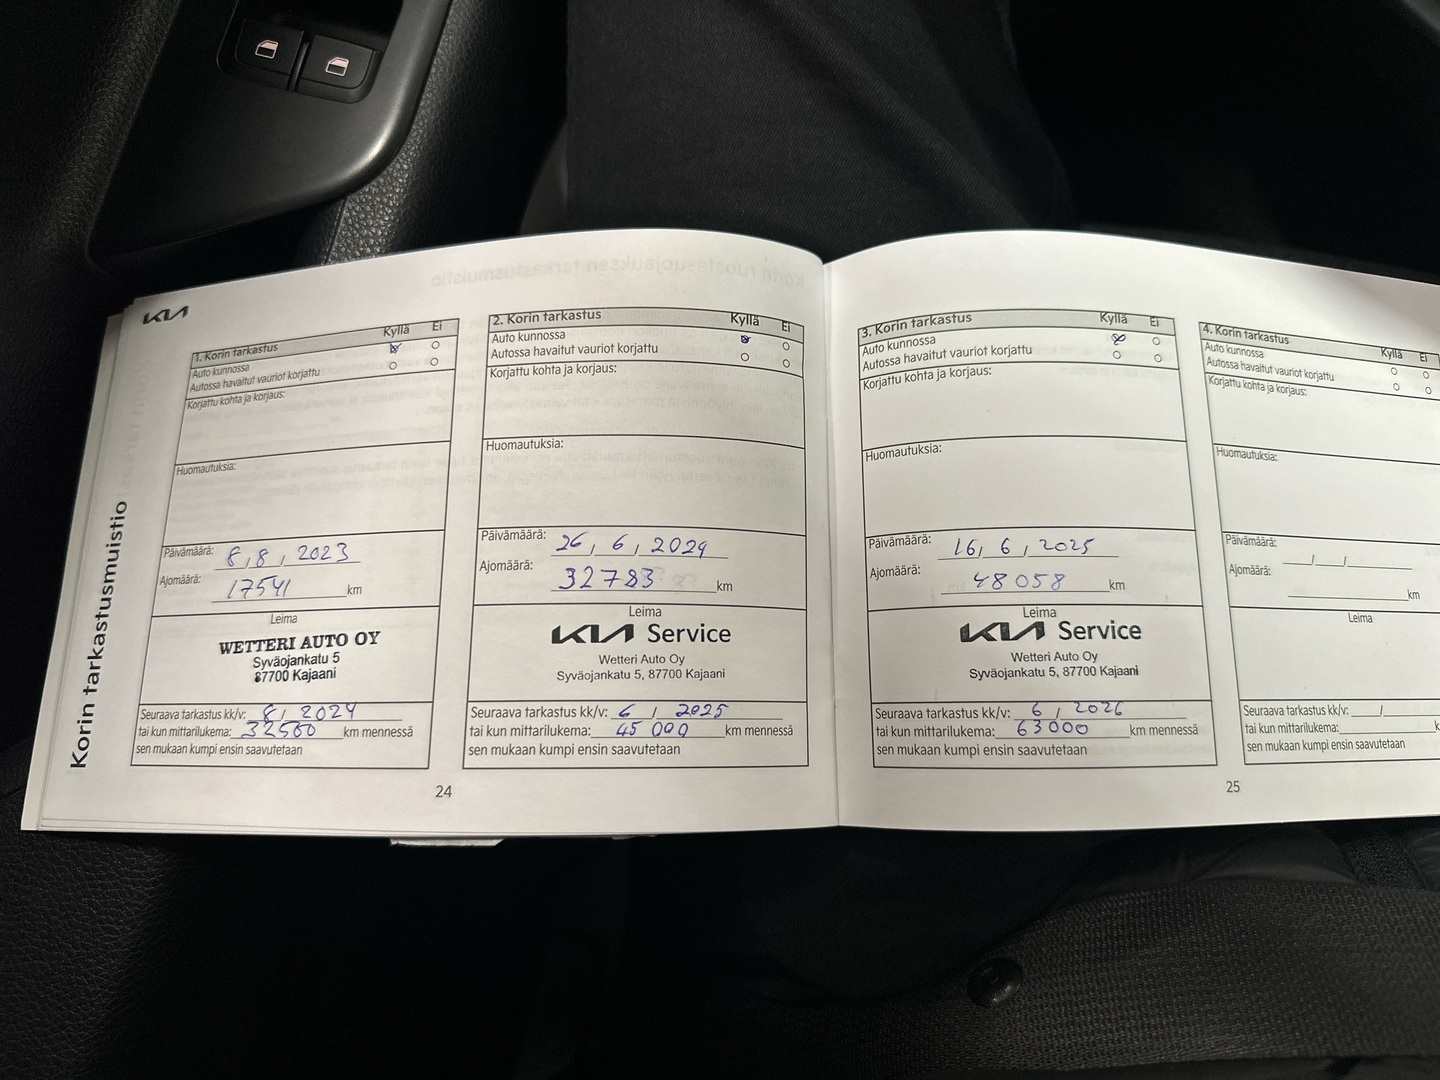 KIA
Korin tarkastusmuistio
1. Korin tarkastus Kyllä Ei
Auto kunnossa
Autossa havaitut vauriot korjattu
Korjattu kohta ja korjaus:
Huomautuksia:
Päivämäärä: 8, 8, 2023
Ajomäärä: 17541 km
Leima
WETTERI AUTO OY
Syväojankatu 5
87700 Kajaani
Seuraava tarkastus kk/v: 8 / 2024
tai kun mittarilukema: 32500 km mennessä
sen mukaan kumpi ensin saavutetaan
2. Korin tarkastus Kyllä Ei
Auto kunnossa
Autossa havaitut vauriot korjattu
Korjattu kohta ja korjaus:
Huomautuksia:
Päivämäärä: 26, 6, 2024
Ajomäärä: 32783 km
Leima
KIA Service
Wetteri Auto Oy
Syväojankatu 5, 87700 Kajaani
Seuraava tarkastus kk/v: 6 / 2025
tai kun mittarilukema: 45 000 km mennessä
sen mukaan kumpi ensin saavutetaan
24
3. Korin tarkastus Kyllä Ei
Auto kunnossa
Autossa havaitut vauriot korjattu
Korjattu kohta ja korjaus:
Huomautuksia:
Päivämäärä: 16, 6, 2025
Ajomäärä: 48058 km
Leima
KIA Service
Wetteri Auto Oy
Syväojankatu 5, 87700 Kajaani
Seuraava tarkastus kk/v: 6 / 2026
tai kun mittarilukema: 63000 km mennessä
sen mukaan kumpi ensin saavutetaan
4. Korin tarkastus Kyllä Ei
Auto kunnossa
Autossa havaitut vauriot korjattu
Korjattu kohta ja korjaus:
Huomautuksia:
Päivämäärä: / /
Ajomäärä: km
Leima
Seuraava tarkastus kk/v: /
tai kun mittarilukema:
sen mukaan kumpi ensin saavutetaan
25